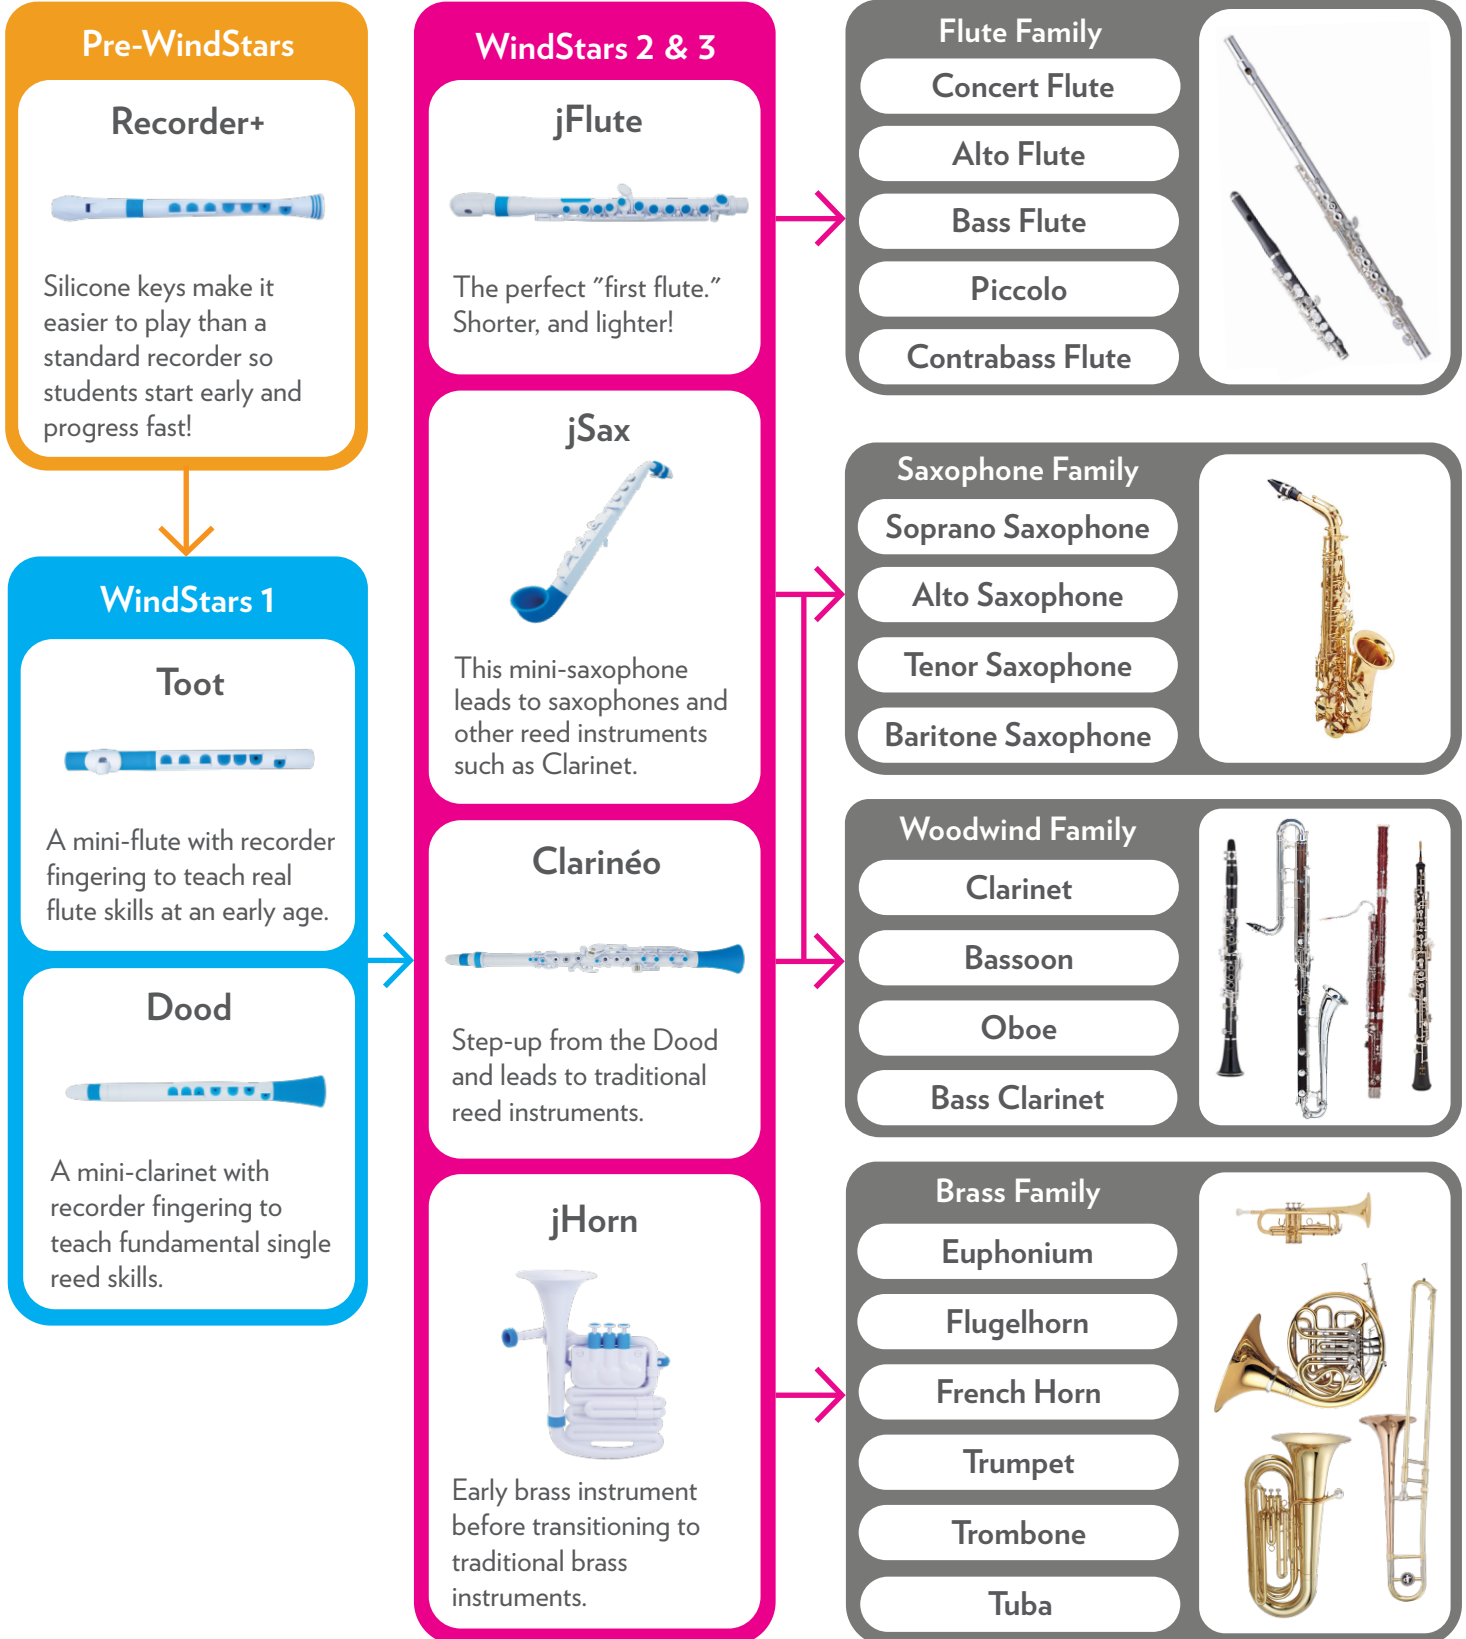 Pre-WindStars
Recorder+
Silicone keys make it
easier to play than a
standard recorder so
students start early and
progress fast!
WindStars 1
Toot
A mini-flute with recorder
fingering to teach real
flute skills at an early age.
Dood
A mini-clarinet with
recorder fingering to
teach fundamental single
reed skills.
WindStars 2 & 3
jFlute
The perfect "first flute."
Shorter, and lighter!
jSax
This mini-saxophone
leads to saxophones and
other reed instruments
such as Clarinet.
Clarinéo
Step-up from the Dood
and leads to traditional
reed instruments.
jHorn
Early brass instrument
before transitioning to
traditional brass
instruments.
Flute Family
Concert Flute
Alto Flute
Bass Flute
Piccolo
Contrabass Flute
Saxophone Family
Soprano Saxophone
Alto Saxophone
Tenor Saxophone
Baritone Saxophone
Woodwind Family
Clarinet
Bassoon
Oboe
Bass Clarinet
Brass Family
Euphonium
Flugelhorn
French Horn
Trumpet
Trombone
Tuba